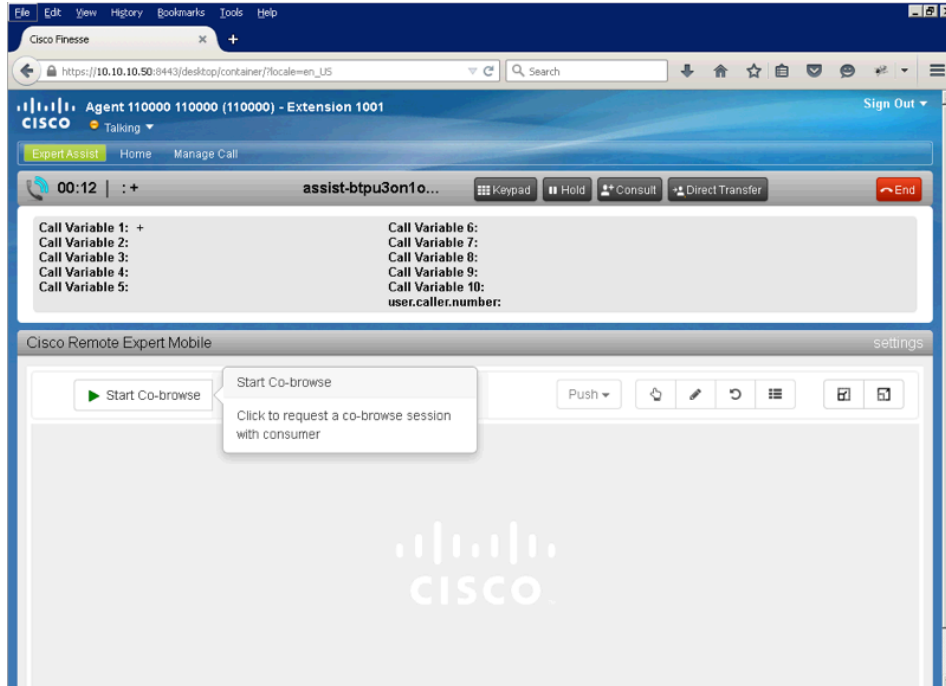 File Edit View History Bookmarks Tools Help
Cisco Finesse
https://10.10.10.50:8443/desktop/container/?locale=en_US Search
CISCO Agent 110000 110000 (110000) - Extension 1001 Sign Out
Talking
Expert Assist Home Manage Call
00:12 | : + assist-btpu3on1o... Keypad Hold Consult Direct Transfer End
Call Variable 1: + Call Variable 6:
Call Variable 2: Call Variable 7:
Call Variable 3: Call Variable 8:
Call Variable 4: Call Variable 9:
Call Variable 5: Call Variable 10:
user.caller.number:
Cisco Remote Expert Mobile settings
Start Co-browse Push
Start Co-browse
Click to request a co-browse session
with consumer
CISCO